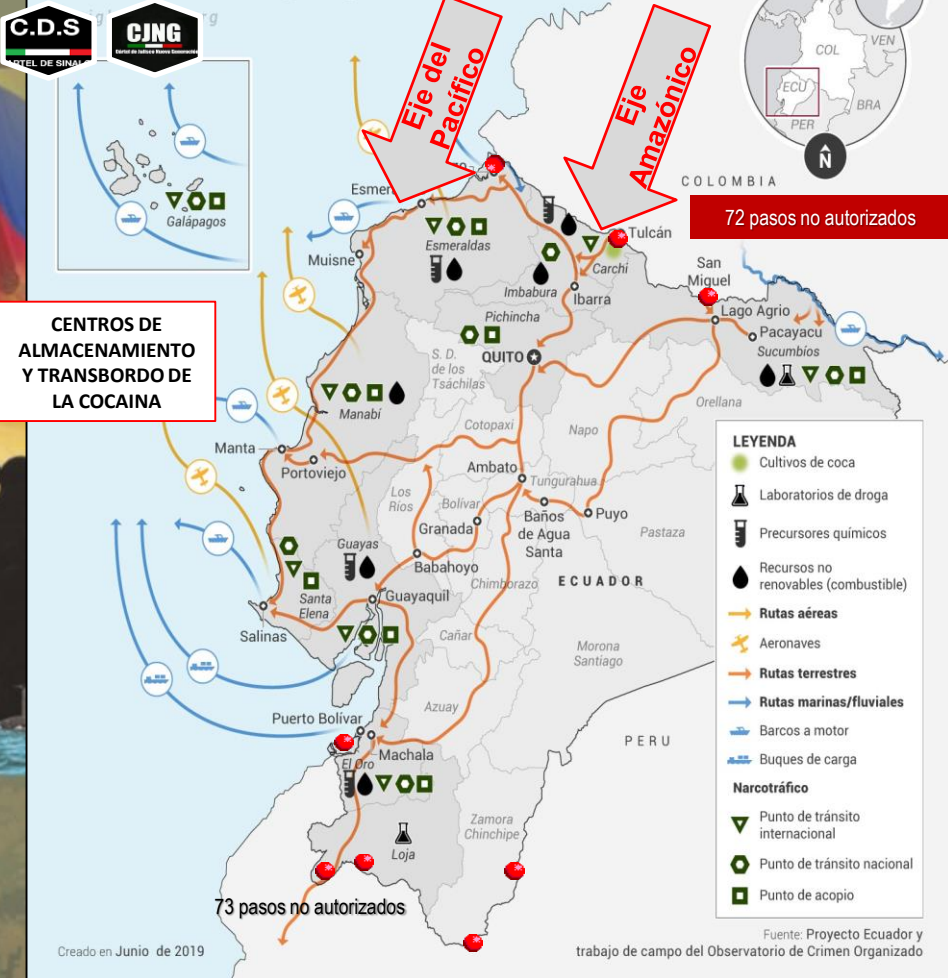 C.D.S
CJNG
Cártel de Jalisco Nueva Generación
Eje del
Pacífico
Eje
Amazónico
COL
VEN
ECU
BRA
PER
N
COLOMBIA
72 pasos no autorizados
Galápagos
Muisne
Esmeraldas
Tulcán
Carchi
Imbabura
Ibarra
San
Miguel
Lago Agrio
Pacayacu
Sucumbíos
Pichincha
QUITO
S. D.
de los
Tsáchilas
Orellana
CENTROS DE
ALMACENAMIENTO
Y TRANSBORDO DE
LA COCAINA
Manabí
Cotopaxi
Napo
Manta
Portoviejo
Ambato
Tungurahua
Los
Ríos
Bolívar
Granada
Baños
de Agua
Santa
Puyo
Pastaza
Guayas
Babahoyo
Chimborazo
ECUADOR
Santa
Elena
Guayaquil
Salinas
Cañar
Morona
Santiago
Azuay
Puerto Bolívar
Machala
El Oro
PERU
Zamora
Chinchipe
Loja
73 pasos no autorizados
LEYENDA
Cultivos de coca
Laboratorios de droga
Precursores químicos
Recursos no
renovables (combustible)
Rutas aéreas
Aeronaves
Rutas terrestres
Rutas marinas/fluviales
Barcos a motor
Buques de carga
Narcotráfico
Punto de tránsito
internacional
Punto de tránsito nacional
Punto de acopio
Creado en Junio de 2019
Fuente: Proyecto Ecuador y
trabajo de campo del Observatorio de Crimen Organizado